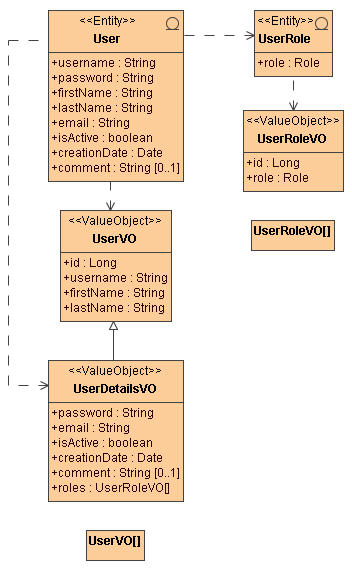 <<Entity>>
User
+username : String
+password : String
+firstName : String
+lastName : String
+email : String
+isActive : boolean
+creationDate : Date
+comment : String [0..1]
<<Entity>>
UserRole
+role : Role
<<ValueObject>>
UserRoleVO
+id : Long
+role : Role
UserRoleVO[]
<<ValueObject>>
UserVO
+id : Long
+username : String
+firstName : String
+lastName : String
<<ValueObject>>
UserDetailsVO
+password : String
+email : String
+isActive : boolean
+creationDate : Date
+comment : String [0..1]
+roles : UserRoleVO[]
UserVO[]